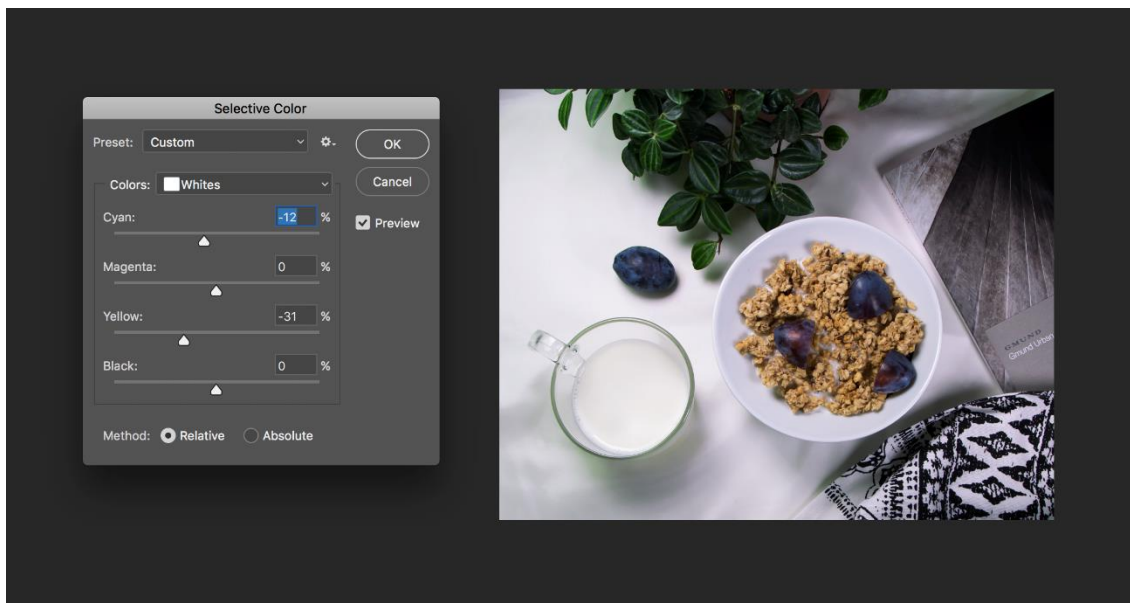 Selective Color
Preset: Custom
OK
Colors: Whites
Cancel
Cyan: -12 %
Preview
Magenta: 0 %
Yellow: -31 %
Black: 0 %
Method: Relative Absolute
GMUND
Gmund Urban